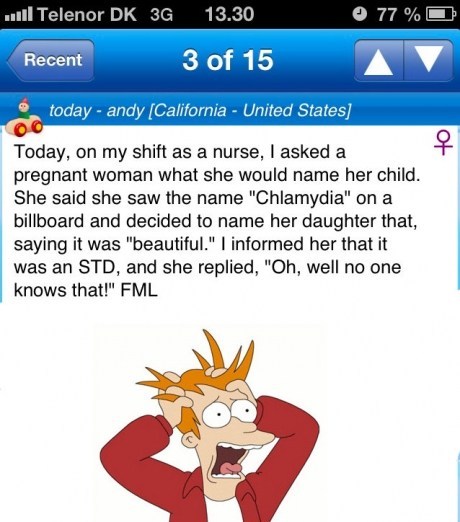 Telenor DK 3G 13.30 77 %
Recent 3 of 15
today - andy [California - United States]
Today, on my shift as a nurse, I asked a
pregnant woman what she would name her child.
She said she saw the name "Chlamydia" on a
billboard and decided to name her daughter that,
saying it was "beautiful." I informed her that it
was an STD, and she replied, "Oh, well no one
knows that!" FML